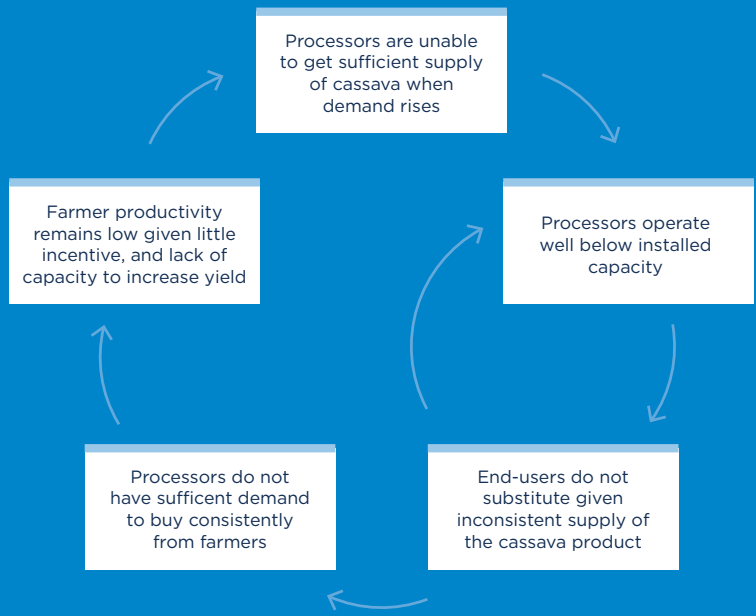 Processors are unable
to get sufficient supply
of cassava when
demand rises
Farmer productivity
remains low given little
incentive, and lack of
capacity to increase yield
Processors operate
well below installed
capacity
Processors do not
have sufficent demand
to buy consistently
from farmers
End-users do not
substitute given
inconsistent supply of
the cassava product